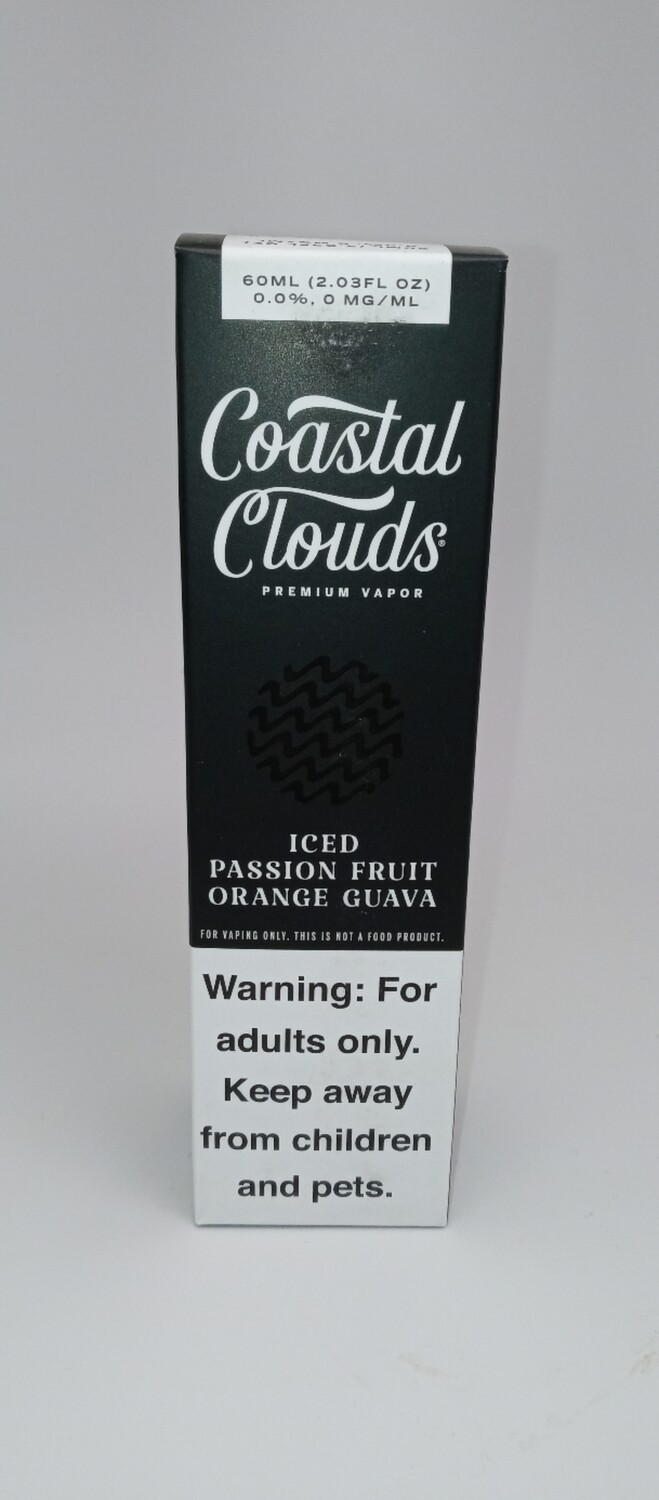 60ML (2.03FL OZ)
0.0%, 0 MG/ML
Coastal
Clouds®
PREMIUM VAPOR
ICED
PASSION FRUIT
ORANGE GUAVA
FOR VAPING ONLY. THIS IS NOT A FOOD PRODUCT.
Warning: For
adults only.
Keep away
from children
and pets.